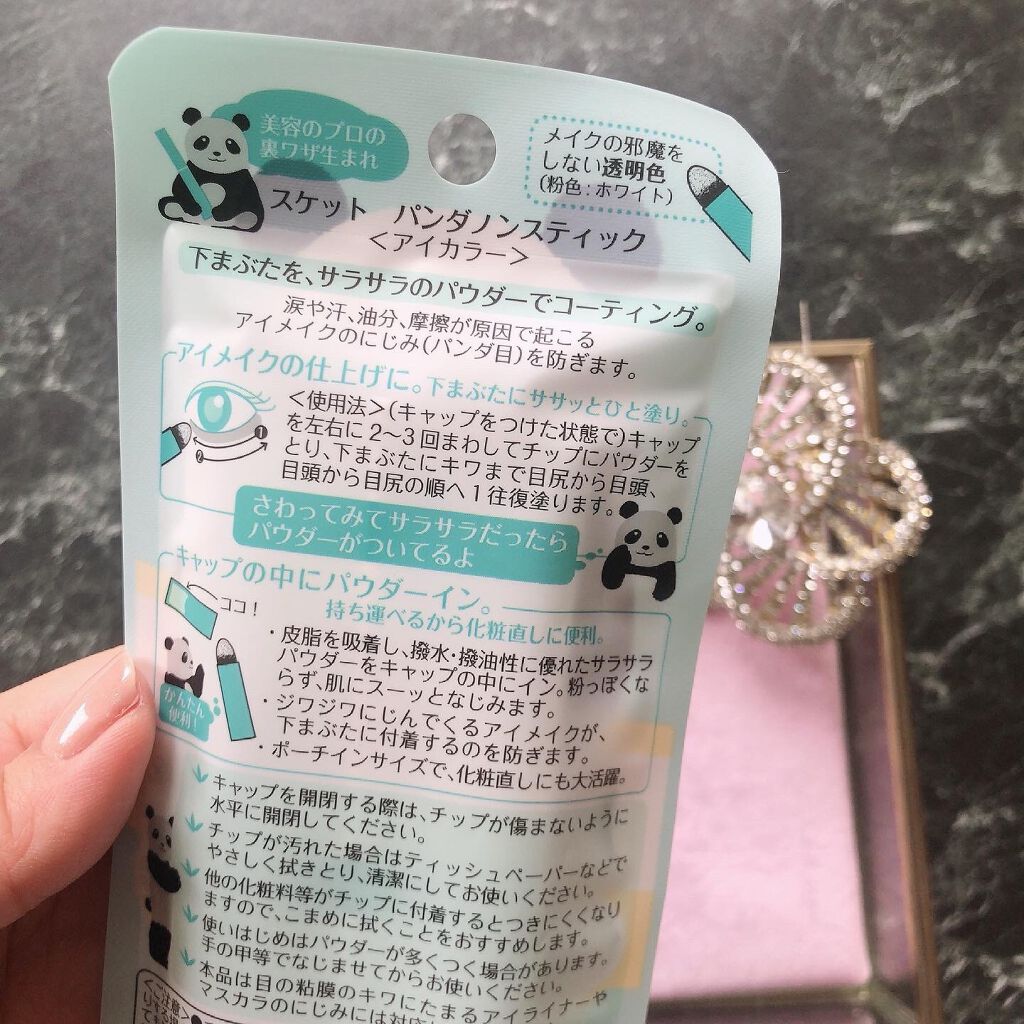 美容のプロの
裏ワザ生まれ
メイクの邪魔を
しない透明色
(粉色:ホワイト)
スケット パンダノンスティック
<アイカラー>
下まぶたを、サラサラのパウダーでコーティング。
涙や汗、油分、摩擦が原因で起こる
アイメイクのにじみ(パンダ目)を防ぎます。
アイメイクの仕上げに。下まぶたにササッとひと塗り。
<使用法>(キャップをつけた状態で)キャップ
を左右に2~3回まわしてチップにパウダーを
とり、下まぶたにキワまで目尻から目頭、
目頭から目尻の順へ1往復塗ります。
1
2
さわってみてサラサラだったら
パウダーがついてるよ
キャップの中にパウダーイン。
持ち運べるから化粧直しに便利。
ココ!
・皮脂を吸着し、撥水・撥油性に優れたサラサラ
パウダーをキャップの中にイン。粉っぽくな
らず、肌にスーッとなじみます。
・ジワジワにじんでくるアイメイクが、
下まぶたに付着するのを防ぎます。
・ポーチインサイズで、化粧直しにも大活躍。
かんたん
便利!
キャップを開閉する際は、チップが傷まないように
水平に開閉してください。
チップが汚れた場合はティッシュペーパーなどで
やさしく拭きとり、清潔にしてお使いください。
他の化粧料等がチップに付着するとつきにくくなり
ますので、こまめに拭くことをおすすめします。
使いはじめはパウダーが多くつく場合があります。
手の甲等でなじませてからお使いください。
本品は目の粘膜のキワにたまるアイライナーや
マスカラのにじみには対応
<ご注意>